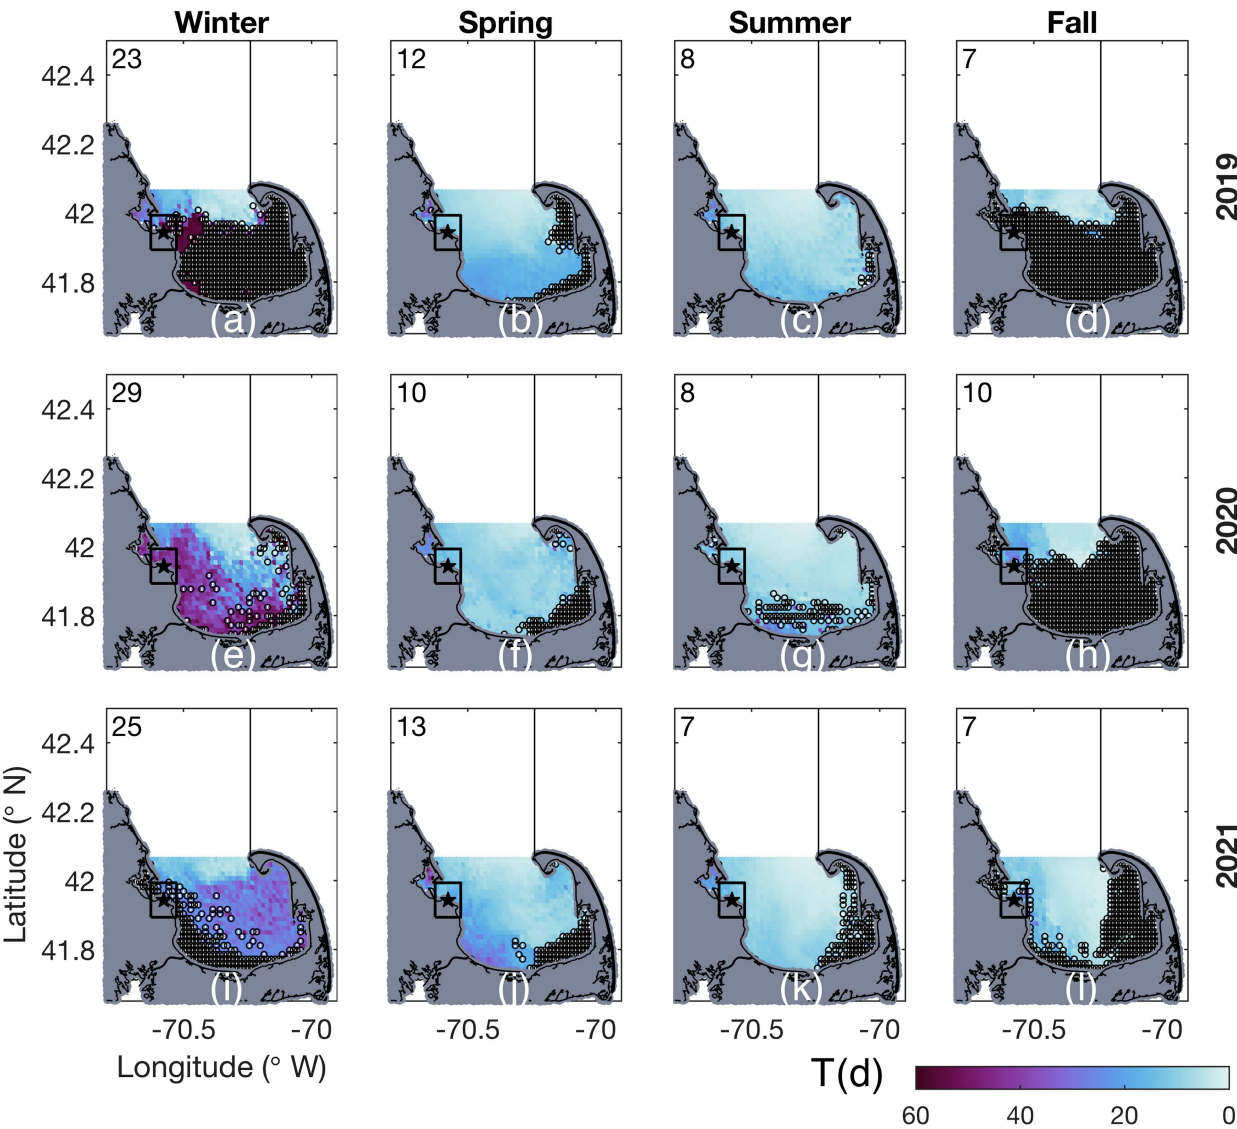 Winter Spring Summer Fall
23 12 8 7
42.4
42.2
42
41.8
(a) (b) (c) (d)
2019
29 10 8 10
42.4
42.2
42
41.8
(e) (f) (g) (h)
2020
25 13 7 7
42.4
42.2
42
41.8
(i) (j) (k) (l)
2021
Latitude (° N)
-70.5 -70 -70.5 -70 -70.5 -70 -70.5 -70
Longitude (° W)
T(d)
60 40 20 0